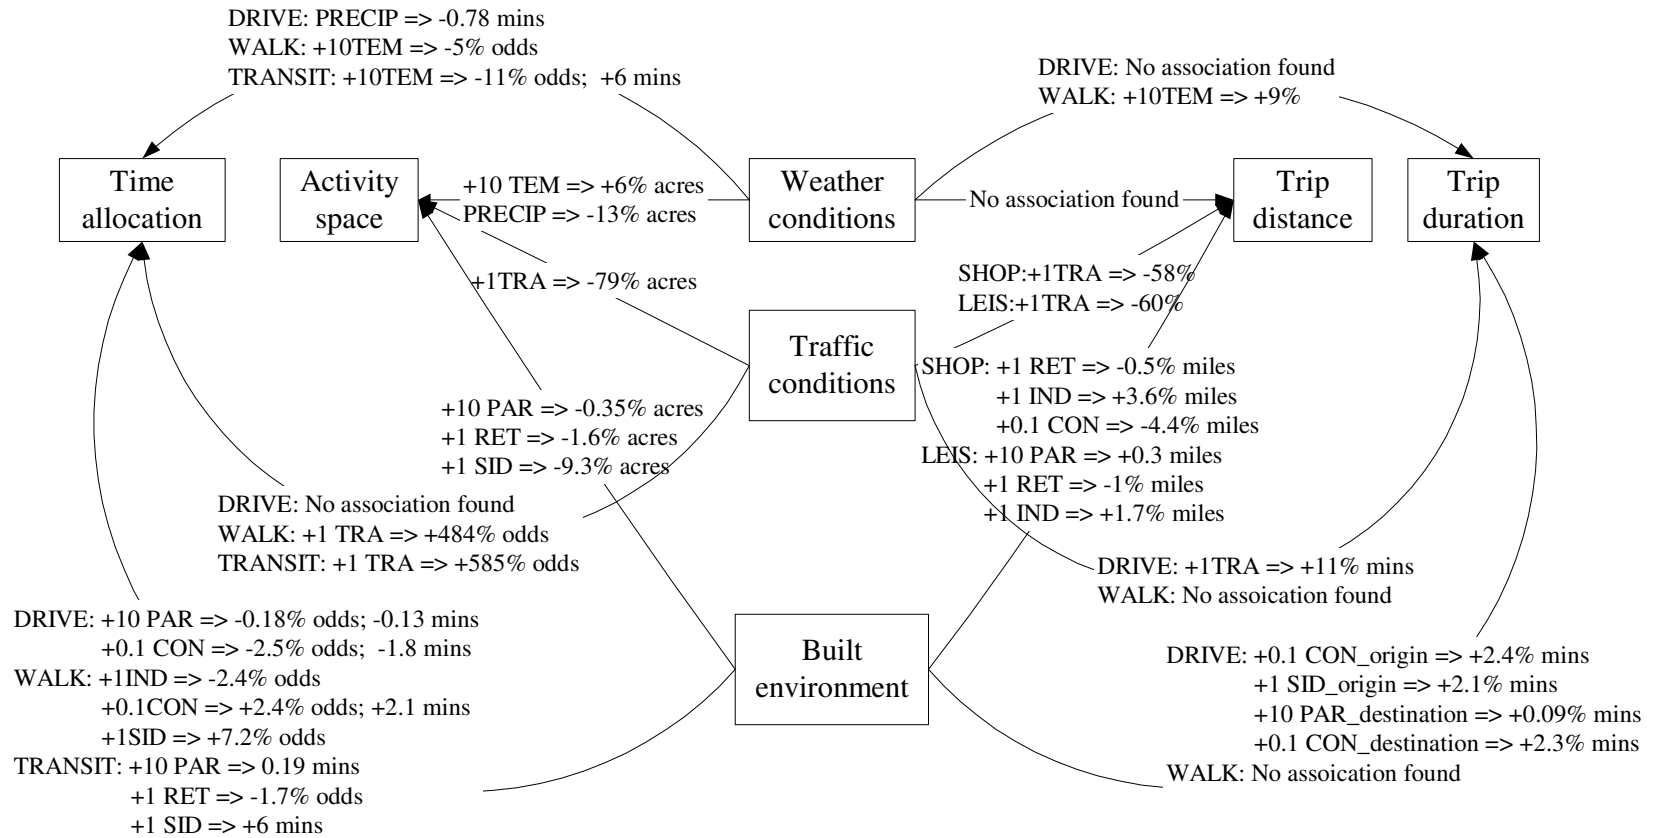 DRIVE: PRECIP => -0.78 mins
WALK: +10TEM => -5% odds
TRANSIT: +10TEM => -11% odds;  +6 mins
DRIVE: No association found
WALK: +10TEM => +9%
Time
allocation
Activity
space
+10 TEM => +6% acres
PRECIP => -13% acres
Weather
conditions
No association found
Trip
distance
Trip
duration
+1TRA => -79% acres
SHOP:+1TRA => -58%
LEIS:+1TRA => -60%
Traffic
conditions
SHOP: +1 RET => -0.5% miles
+1 IND => +3.6% miles
+0.1 CON => -4.4% miles
LEIS: +10 PAR => +0.3 miles
+1 RET => -1% miles
+1 IND => +1.7% miles
+10 PAR => -0.35% acres
+1 RET => -1.6% acres
+1 SID => -9.3% acres
DRIVE: No association found
WALK: +1 TRA => +484% odds
TRANSIT: +1 TRA => +585% odds
DRIVE: +1TRA => +11% mins
WALK: No assoication found
DRIVE: +10 PAR => -0.18% odds; -0.13 mins
+0.1 CON => -2.5% odds;  -1.8 mins
WALK: +1IND => -2.4% odds
+0.1CON => +2.4% odds; +2.1 mins
+1SID => +7.2% odds
TRANSIT: +10 PAR => 0.19 mins
+1 RET => -1.7% odds
+1 SID => +6 mins
Built
environment
DRIVE: +0.1 CON_origin => +2.4% mins
+1 SID_origin => +2.1% mins
+10 PAR_destination => +0.09% mins
+0.1 CON_destination => +2.3% mins
WALK: No assoication found